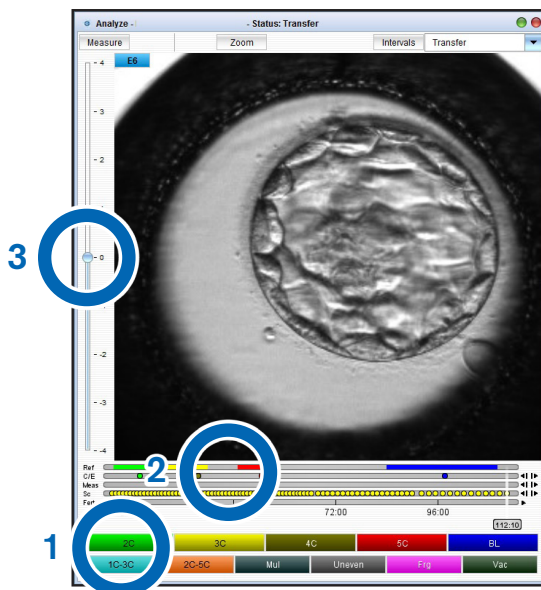 Analyze - - Status: Transfer
Measure Zoom Intervals Transfer
E6
4
3
2
3 0
-2
-3
-4
2
Ref
C/E
Meas
Sc
Fert
72:00 96:00
112:10
1
2C 3C 4C 5C BL
1C-3C 2C-5C Mul Uneven Frg Vac